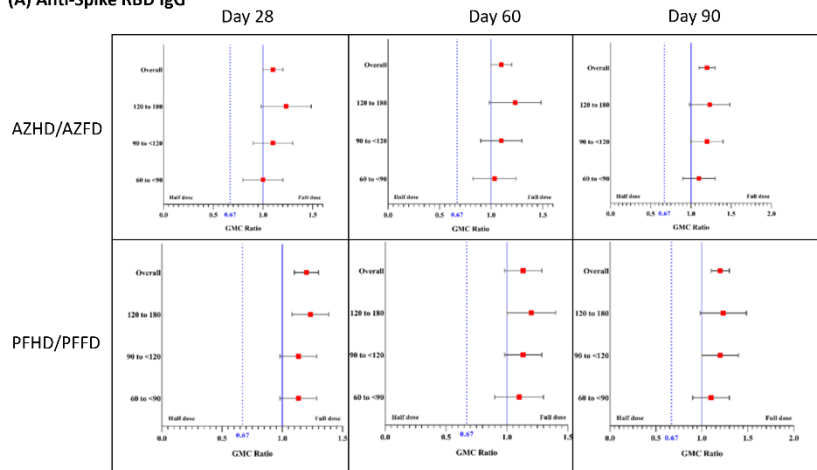 (A) Anti-Spike RBD IgG
Day 28 Day 60 Day 90
AZHD/AZFD
Overall
120 to 180
90 to <120
60 to <90
Half dose Full dose
0.0 0.5 0.67 1.0 1.5
GMC Ratio
Overall
120 to 180
90 to <120
60 to <90
Half dose Full dose
0.0 0.5 0.67 1.0 1.5
GMC Ratio
Overall
120 to 180
90 to <120
60 to <90
Half dose Full dose
0.0 0.5 0.67 1.0 1.5 2.0
GMC Ratio
PFHD/PFFD
Overall
120 to 180
90 to <120
60 to <90
Half dose Full dose
0.0 0.5 0.67 1.0 1.5
GMC Ratio
Overall
120 to 180
90 to <120
60 to <90
Half dose Full dose
0.0 0.5 0.67 1.0 1.5
GMC Ratio
Overall
120 to 180
90 to <120
60 to <90
Half dose Full dose
0.0 0.5 0.67 1.0 1.5 2.0
GMC Ratio